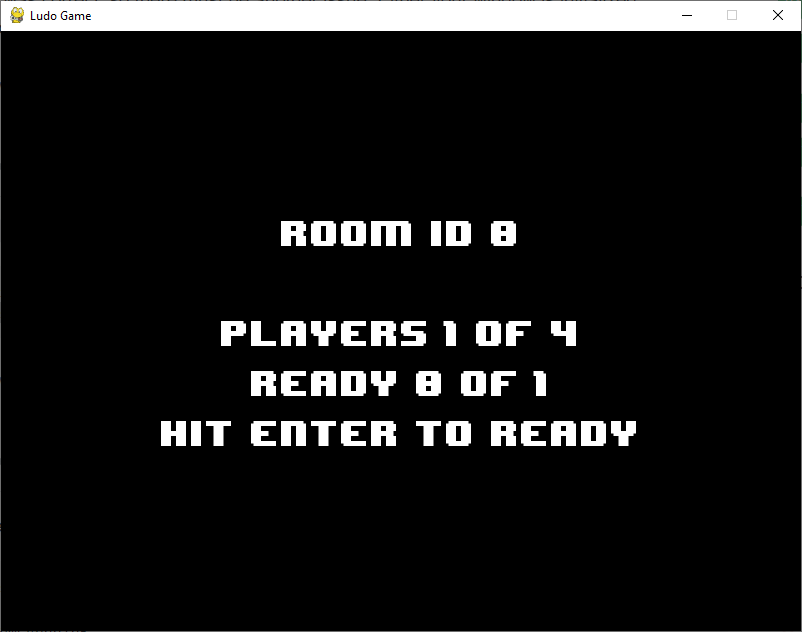 Ludo Game
ROOM ID 0
PLAYERS 1 OF 4
READY 0 OF 1
HIT ENTER TO READY